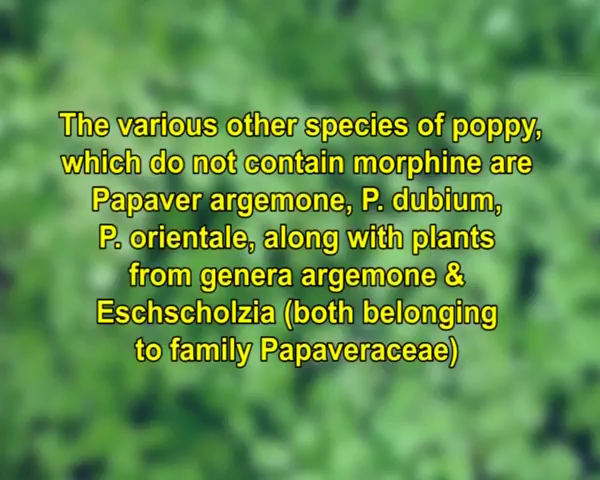 The various other species of poppy,
which do not contain morphine are
Papaver argemone, P. dubium,
P. orientale, along with plants
from genera argemone &
Eschscholzia (both belonging
to family Papaveraceae)